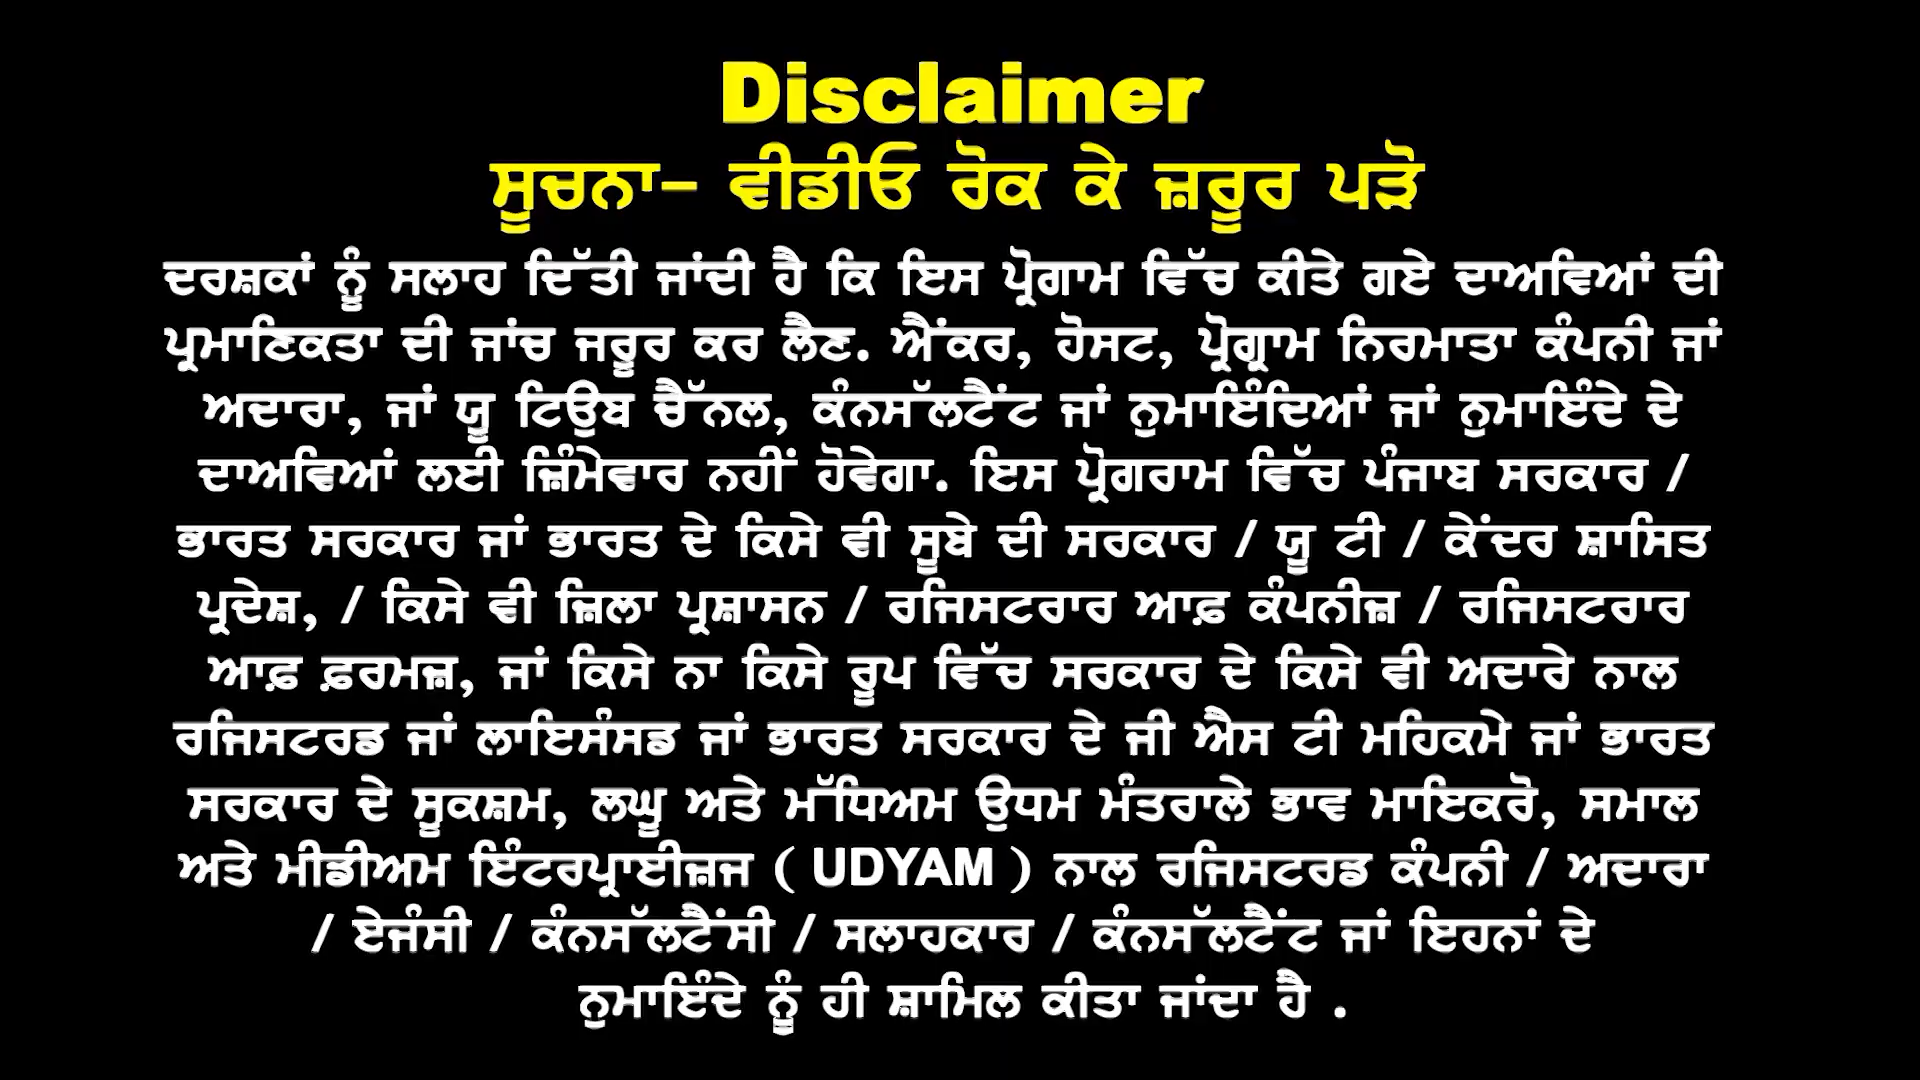 Disclaimer
ਸੂਚਨਾ- ਵੀਡੀਓ ਰੋਕ ਕੇ ਜ਼ਰੂਰ ਪੜੋ
ਦਰਸ਼ਕਾਂ ਨੂੰ ਸਲਾਹ ਦਿੱਤੀ ਜਾਂਦੀ ਹੈ ਕਿ ਇਸ ਪ੍ਰੋਗਾਮ ਵਿੱਚ ਕੀਤੇ ਗਏ ਦਾਅਵਿਆਂ ਦੀ
ਪ੍ਰਮਾਣਿਕਤਾ ਦੀ ਜਾਂਚ ਜਰੂਰ ਕਰ ਲੈਣ. ਐਂਕਰ, ਹੋਸਟ, ਪ੍ਰੋਗ੍ਰਾਮ ਨਿਰਮਾਤਾ ਕੰਪਨੀ ਜਾਂ
ਅਦਾਰਾ, ਜਾਂ ਯੂ ਟਿਊਬ ਚੈੱਨਲ, ਕੰਨਸੱਲਟੈਂਟ ਜਾਂ ਨੁਮਾਇੰਦਿਆਂ ਜਾਂ ਨੁਮਾਇੰਦੇ ਦੇ
ਦਾਅਵਿਆਂ ਲਈ ਜ਼ਿੰਮੇਵਾਰ ਨਹੀਂ ਹੋਵੇਗਾ. ਇਸ ਪ੍ਰੋਗਰਾਮ ਵਿੱਚ ਪੰਜਾਬ ਸਰਕਾਰ /
ਭਾਰਤ ਸਰਕਾਰ ਜਾਂ ਭਾਰਤ ਦੇ ਕਿਸੇ ਵੀ ਸੂਬੇ ਦੀ ਸਰਕਾਰ / ਯੂ ਟੀ / ਕੇਂਦਰ ਸ਼ਾਸਿਤ
ਪ੍ਰਦੇਸ਼, / ਕਿਸੇ ਵੀ ਜ਼ਿਲਾ ਪ੍ਰਸ਼ਾਸਨ / ਰਜਿਸਟਰਾਰ ਆਫ਼ ਕੰਪਨੀਜ਼ / ਰਜਿਸਟਰਾਰ
ਆਫ਼ ਫ਼ਰਮਜ਼, ਜਾਂ ਕਿਸੇ ਨਾ ਕਿਸੇ ਰੂਪ ਵਿੱਚ ਸਰਕਾਰ ਦੇ ਕਿਸੇ ਵੀ ਅਦਾਰੇ ਨਾਲ
ਰਜਿਸਟਰਡ ਜਾਂ ਲਾਇਸੰਸਡ ਜਾਂ ਭਾਰਤ ਸਰਕਾਰ ਦੇ ਜੀ ਐਸ ਟੀ ਮਹਿਕਮੇ ਜਾਂ ਭਾਰਤ
ਸਰਕਾਰ ਦੇ ਸੂਕਸ਼ਮ, ਲਘੂ ਅਤੇ ਮੱਧਿਅਮ ਉਧਮ ਮੰਤਰਾਲੇ ਭਾਵ ਮਾਇਕਰੋ, ਸਮਾਲ
ਅਤੇ ਮੀਡੀਅਮ ਇੰਟਰਪ੍ਰਾਈਜ਼ਜ ( UDYAM ) ਨਾਲ ਰਜਿਸਟਰਡ ਕੰਪਨੀ / ਅਦਾਰਾ
/ ਏਜੰਸੀ / ਕੰਨਸੱਲਟੈਂਸੀ / ਸਲਾਹਕਾਰ / ਕੰਨਸੱਲਟੈਂਟ ਜਾਂ ਇਹਨਾਂ ਦੇ
ਨੁਮਾਇੰਦੇ ਨੂੰ ਹੀ ਸ਼ਾਮਿਲ ਕੀਤਾ ਜਾਂਦਾ ਹੈ .